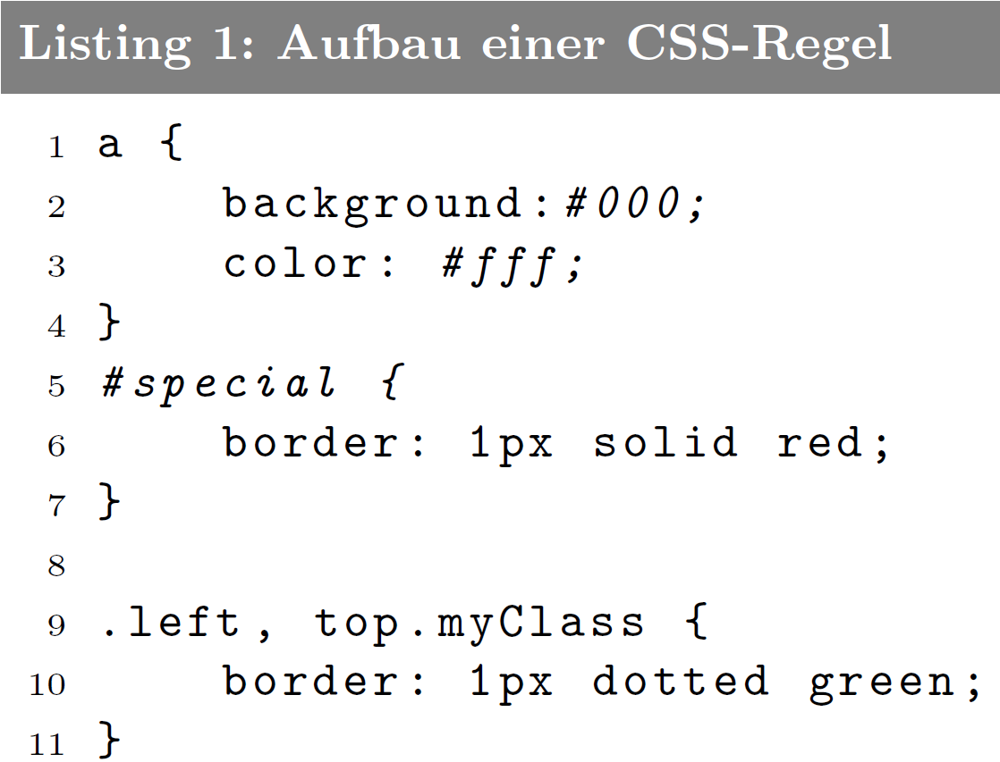 Listing 1: Aufbau einer CSS-Regel
1 a {
2     background:#000;
3     color: #fff;
4 }
5 #special {
6     border: 1px solid red;
7 }
8
9 .left, top.myClass {
10     border: 1px dotted green;
11 }